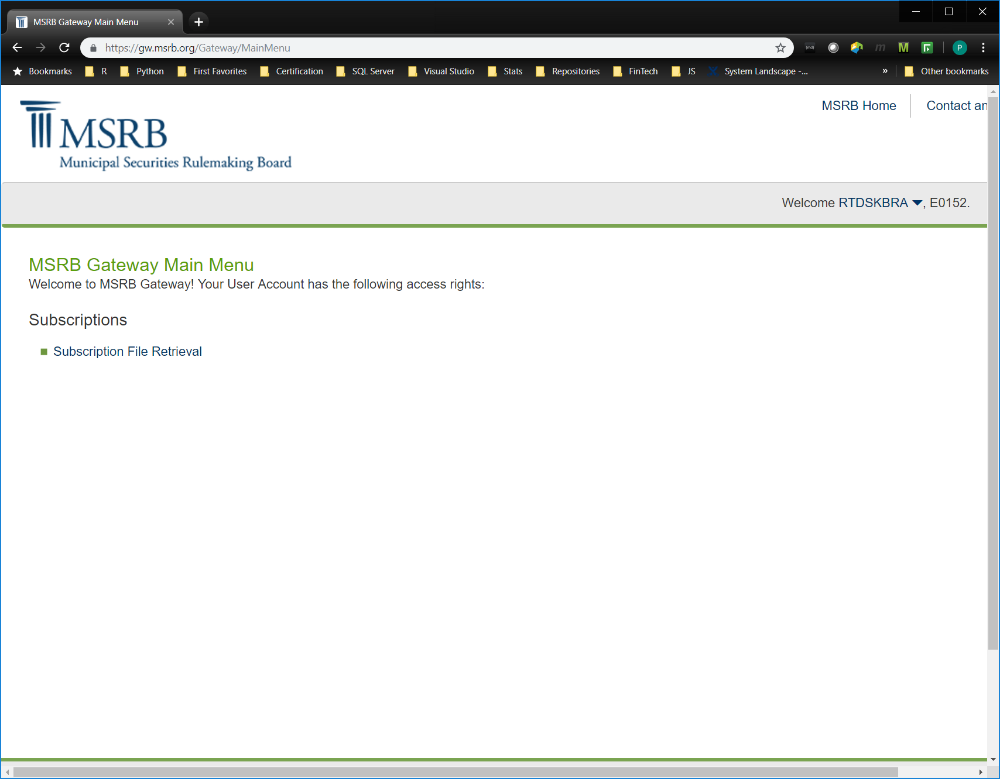 MSRB Gateway Main Menu
https://gw.msrb.org/Gateway/MainMenu
(md) m M P
Bookmarks R Python First Favorites Certification SQL Server Visual Studio Stats Repositories FinTech JS System Landscape -... » Other bookmarks
MSRB Home Contact an
MSRB
Municipal Securities Rulemaking Board
Welcome RTDSKBRA , E0152.
MSRB Gateway Main Menu
Welcome to MSRB Gateway! Your User Account has the following access rights:
Subscriptions
Subscription File Retrieval